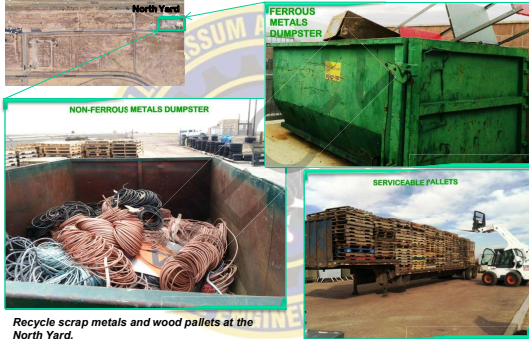 North Yard
FERROUS
METALS
DUMPSTER
NON-FERROUS METALS DUMPSTER
SERVICEABLE PALLETS
Recycle scrap metals and wood pallets at the
North Yard.